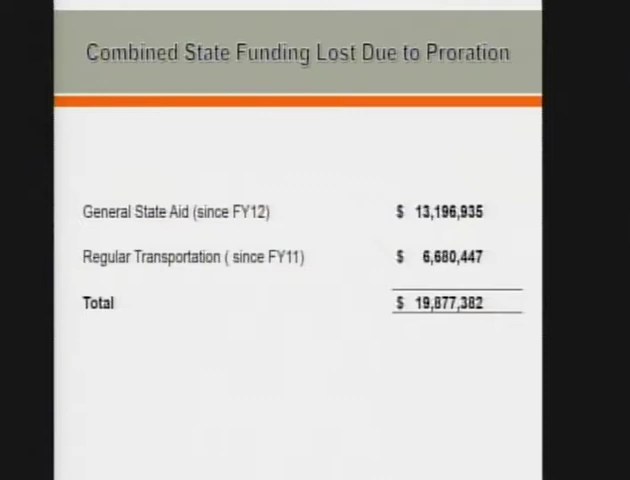 Combined State Funding Lost Due to Proration
General State Aid (since FY12) $ 13,196,935
Regular Transportation ( since FY11) $ 6,680,447
Total $ 19,877,382